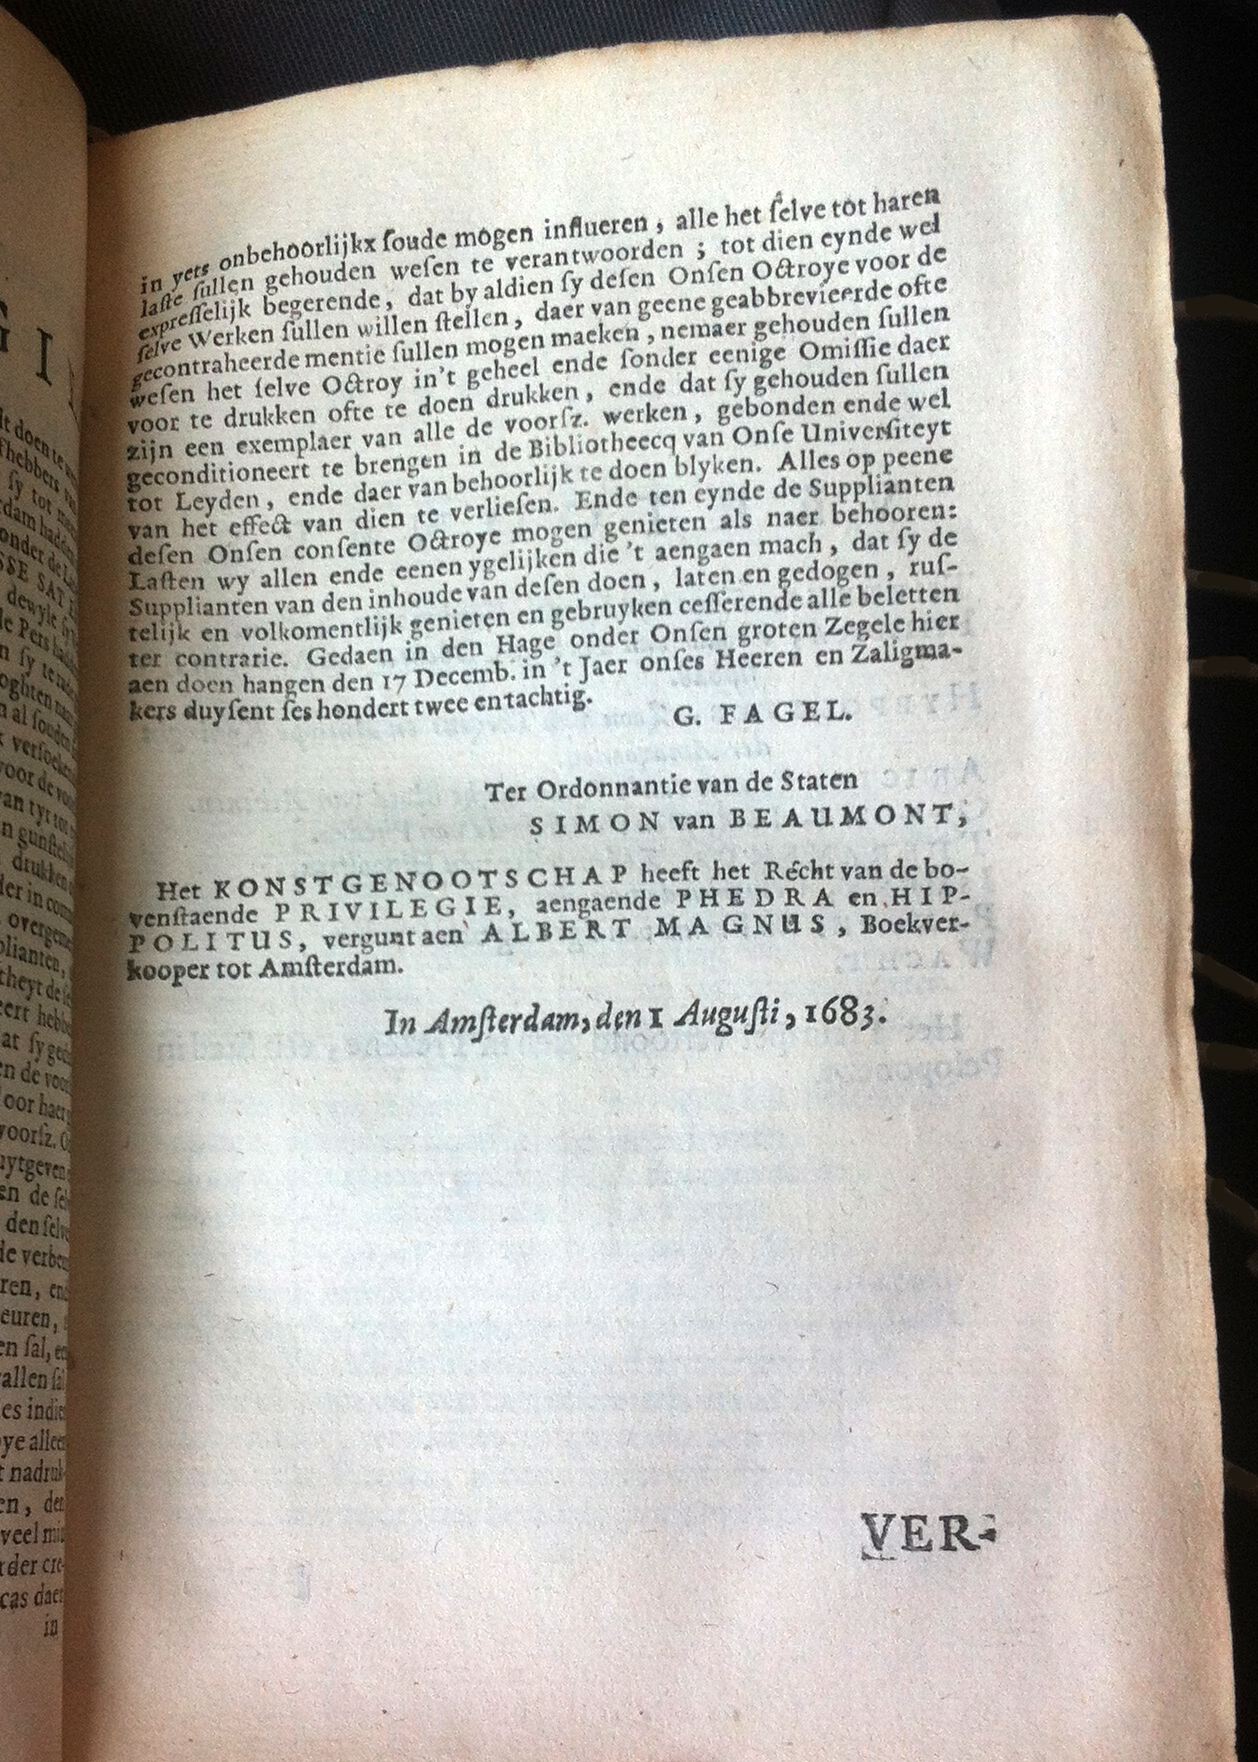 in yets onbehoorlijkx ſoude mogen influeren, alle het ſelve tot haren
laſte ſullen gehouden weſen te verantwoorden; tot dien eynde wel
expreſſelijk begerende, dat by aldien ſy deſen Onſen Octroye voor de
ſelve Werken ſullen willen ſtellen, daer van geene geabbrevieerde ofte
gecontraheerde mentie ſullen mogen maeken, nemaer gehouden ſullen
weſen het ſelve Octroy in't geheel ende ſonder eenige Omiſſie daer
voor te drukken ofte te doen drukken, ende dat ſy gehouden ſullen
zijn een exemplaer van alle de voorſz. werken, gebonden ende wel
geconditioneert te brengen in de Bibliotheecq van Onſe Univerſiteyt
tot Leyden, ende daer van behoorlijk te doen blyken. Alles op peene
van het effect van dien te verlieſen. Ende ten eynde de Supplianten
deſen Onſen conſente Octroye mogen genieten als naer behooren:
Laſten wy allen ende eenen ygelijken die 't aengaen mach, dat ſy de
Supplianten van den inhoude van deſen doen, laten en gedogen, ruſ-
telijk en volkomentlijk genieten en gebruyken ceſſerende alle beletten
ter contrarie. Gedaen in den Hage onder Onſen groten Zegele hier
aen doen hangen den 17 Decemb. in 't Jaer onſes Heeren en Zaligma-
kers duyſent ſes hondert twee en tachtig.
G. FAGEL.
Ter Ordonnantie van de Staten
SIMON van BEAUMONT,
Het KONSTGENOOTSCHAP heeft het Recht van de bo-
venſtaende PRIVILEGIE, aengaende PHEDRA en HIP-
POLITUS, vergunt aen ALBERT MAGNUS, Boekver-
kooper tot Amſterdam.
In Amſterdam, den 1 Auguſti, 1683.
VER-